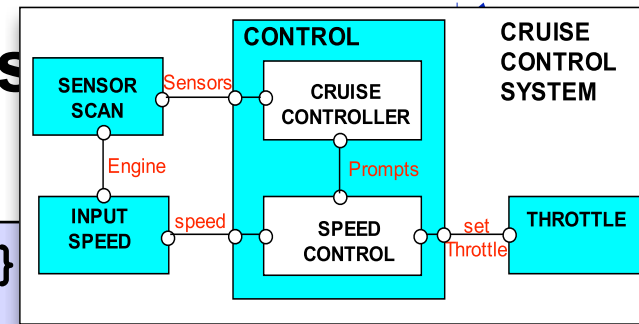 s
CONTROL
CRUISE
CONTROL
SYSTEM
SENSOR
SCAN
Sensors
CRUISE
CONTROLLER
Engine
Prompts
INPUT
SPEED
speed
SPEED
CONTROL
set
Throttle
THROTTLE
}